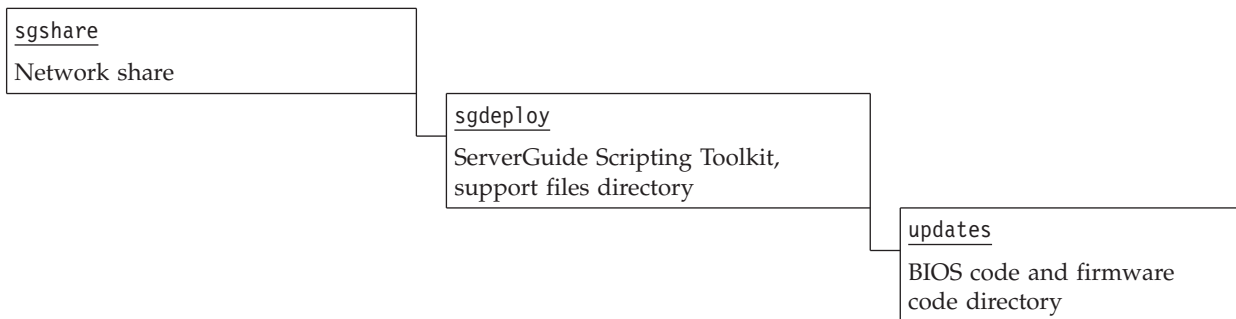 sgshare
Network share
sgdeploy
ServerGuide Scripting Toolkit,
support files directory
updates
BIOS code and firmware
code directory